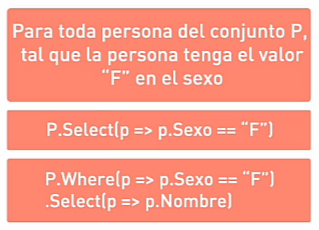 Para toda persona del conjunto P,
tal que la persona tenga el valor
“F” en el sexo
P.Select(p => p.Sexo == “F”)
P.Where(p => p.Sexo == “F”)
.Select(p => p.Nombre)